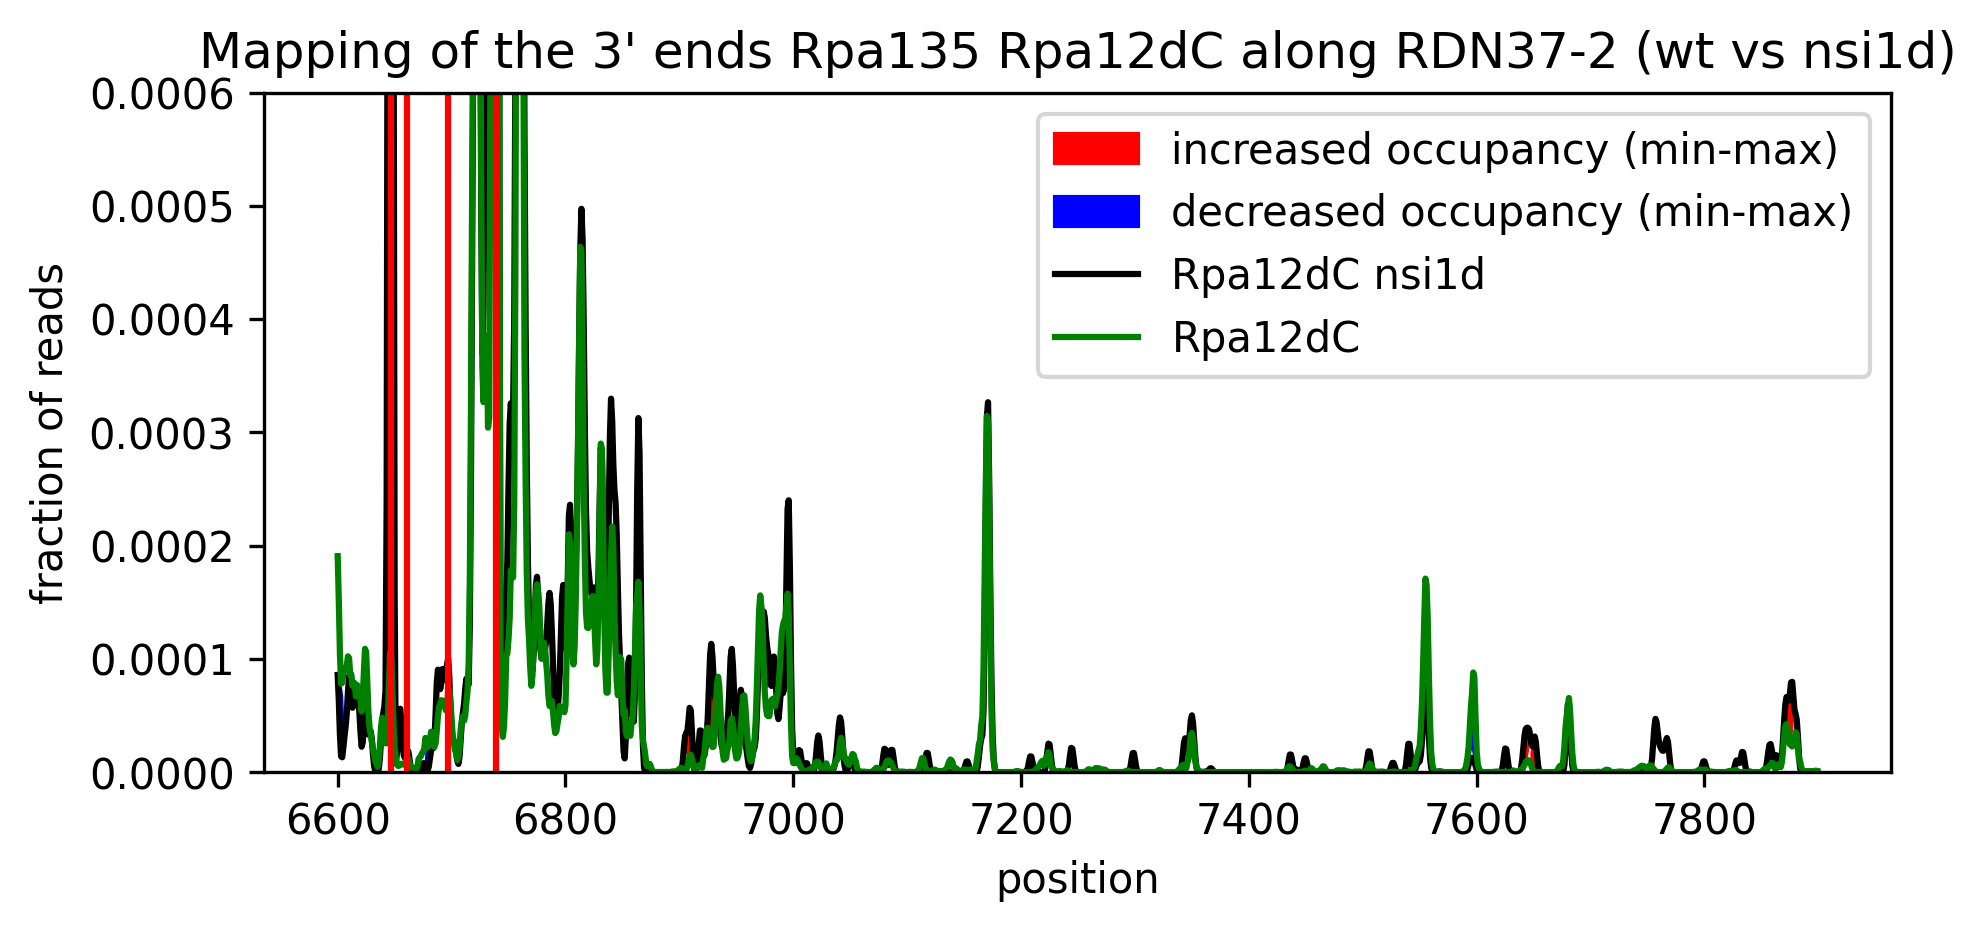 Mapping of the 3' ends Rpa135 Rpa12dC along RDN37-2 (wt vs nsi1d)
0.0006
0.0005
0.0004
0.0003
0.0002
0.0001
0.0000
fraction of reads
increased occupancy (min-max)
decreased occupancy (min-max)
Rpa12dC nsi1d
Rpa12dC
6600 6800 7000 7200 7400 7600 7800
position